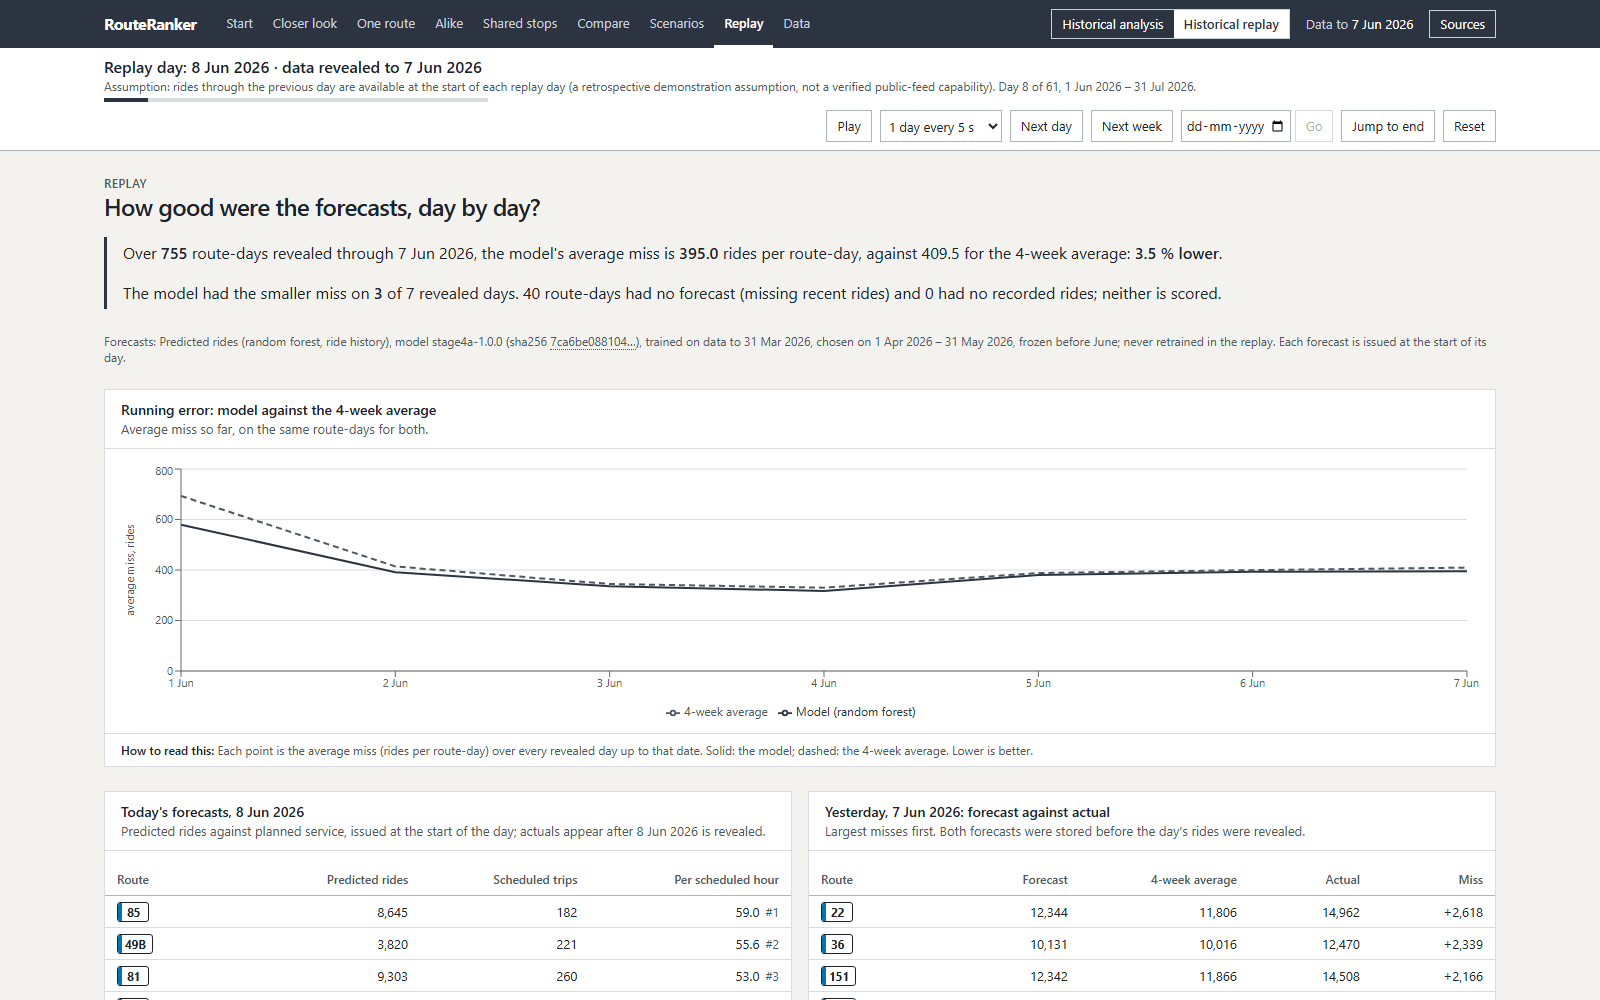 RouteRanker Start Closer look One route Alike Shared stops Compare Scenarios Replay Data Historical analysis Historical replay Data to 7 Jun 2026 Sources
Replay day: 8 Jun 2026 · data revealed to 7 Jun 2026
Assumption: rides through the previous day are available at the start of each replay day (a retrospective demonstration assumption, not a verified public-feed capability). Day 8 of 61, 1 Jun 2026 – 31 Jul 2026.
Play 1 day every 5 s Next day Next week dd-mm-yyyy Go Jump to end Reset
REPLAY
How good were the forecasts, day by day?
Over 755 route-days revealed through 7 Jun 2026, the model's average miss is 395.0 rides per route-day, against 409.5 for the 4-week average: 3.5 % lower.
The model had the smaller miss on 3 of 7 revealed days. 40 route-days had no forecast (missing recent rides) and 0 had no recorded rides; neither is scored.
Forecasts: Predicted rides (random forest, ride history), model stage4a-1.0.0 (sha256 7ca6be088104…), trained on data to 31 Mar 2026, chosen on 1 Apr 2026 – 31 May 2026, frozen before June; never retrained in the replay. Each forecast is issued at the start of its
day.
Running error: model against the 4-week average
Average miss so far, on the same route-days for both.
average miss, rides
800
600
400
200
0
1 Jun 2 Jun 3 Jun 4 Jun 5 Jun 6 Jun 7 Jun
4-week average Model (random forest)
How to read this: Each point is the average miss (rides per route-day) over every revealed day up to that date. Solid: the model; dashed: the 4-week average. Lower is better.
Today's forecasts, 8 Jun 2026
Predicted rides against planned service, issued at the start of the day; actuals appear after 8 Jun 2026 is revealed.
Route Predicted rides Scheduled trips Per scheduled hour
85 8,645 182 59.0 #1
49B 3,820 221 55.6 #2
81 9,303 260 53.0 #3
Yesterday, 7 Jun 2026: forecast against actual
Largest misses first. Both forecasts were stored before the day's rides were revealed.
Route Forecast 4-week average Actual Miss
22 12,344 11,806 14,962 +2,618
36 10,131 10,016 12,470 +2,339
151 12,342 11,866 14,508 +2,166